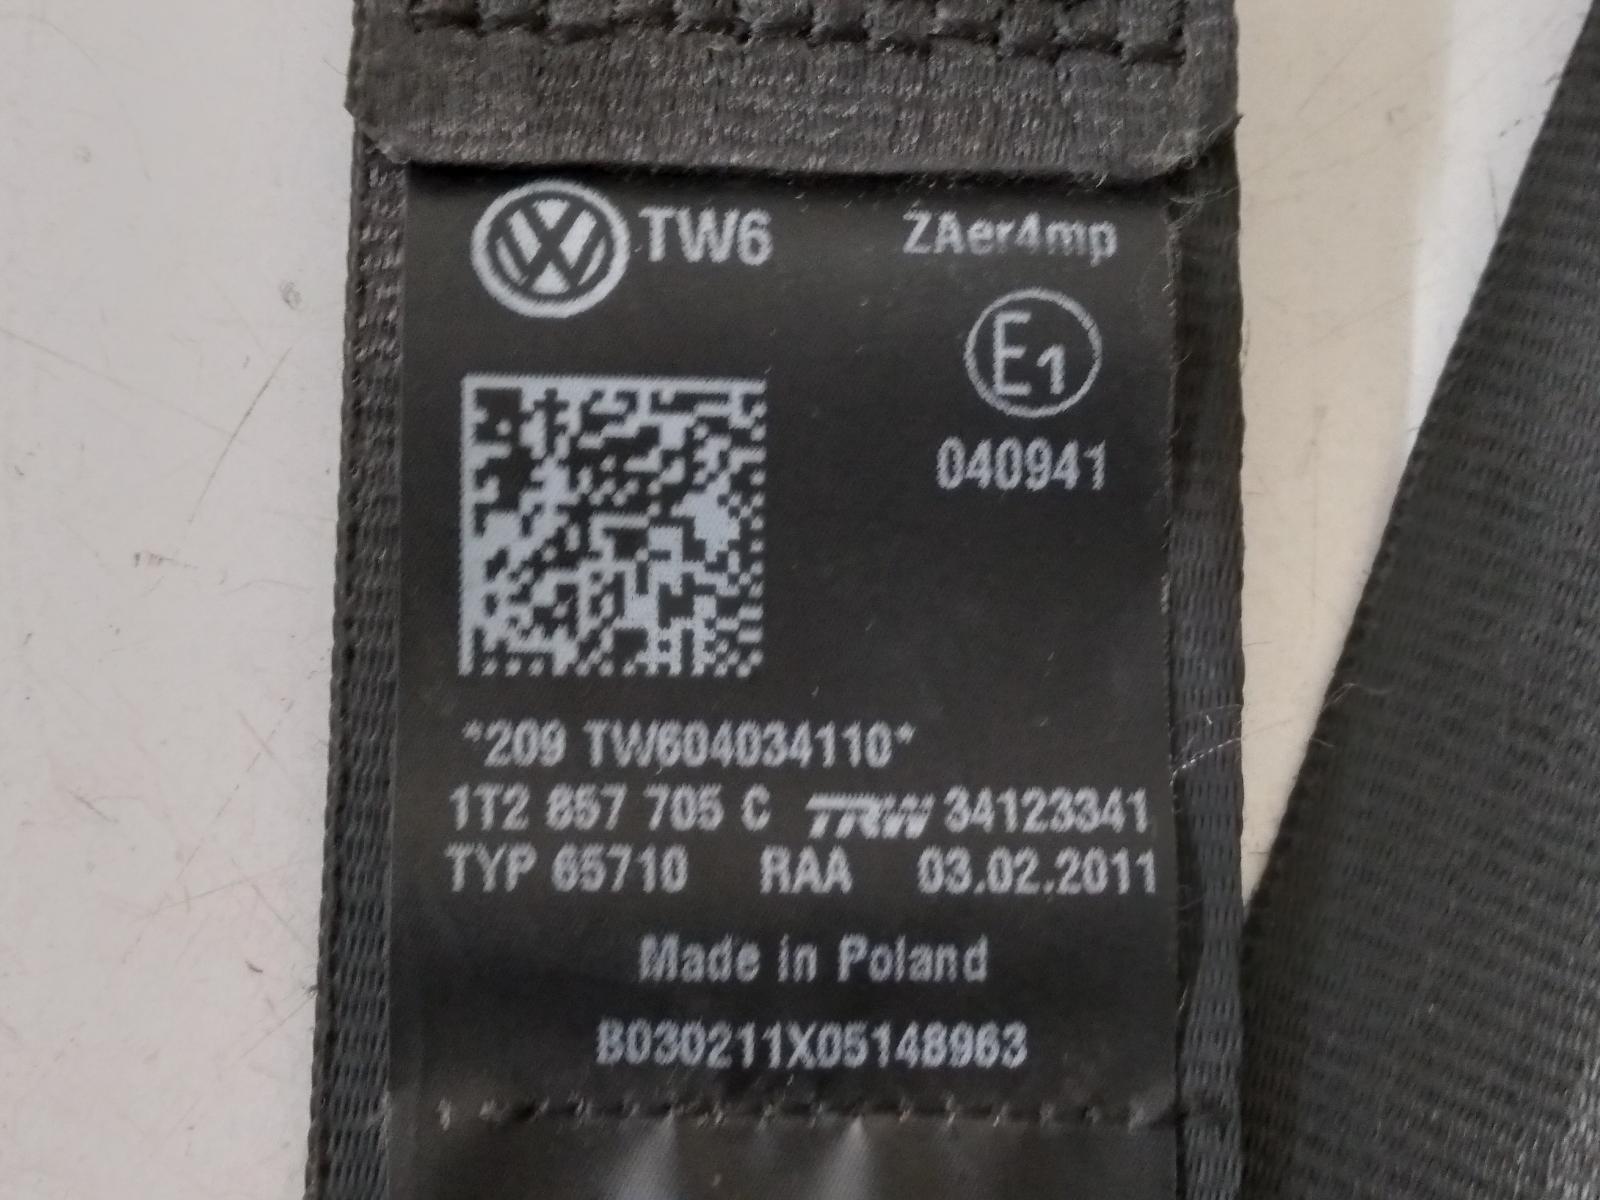 TW6 ZAer4mp
E1
040941
*209 TW604034110*
1T2 857 705 C TRW 34123341
TYP 65710 RAA 03.02.2011
Made in Poland
B030211X05148963